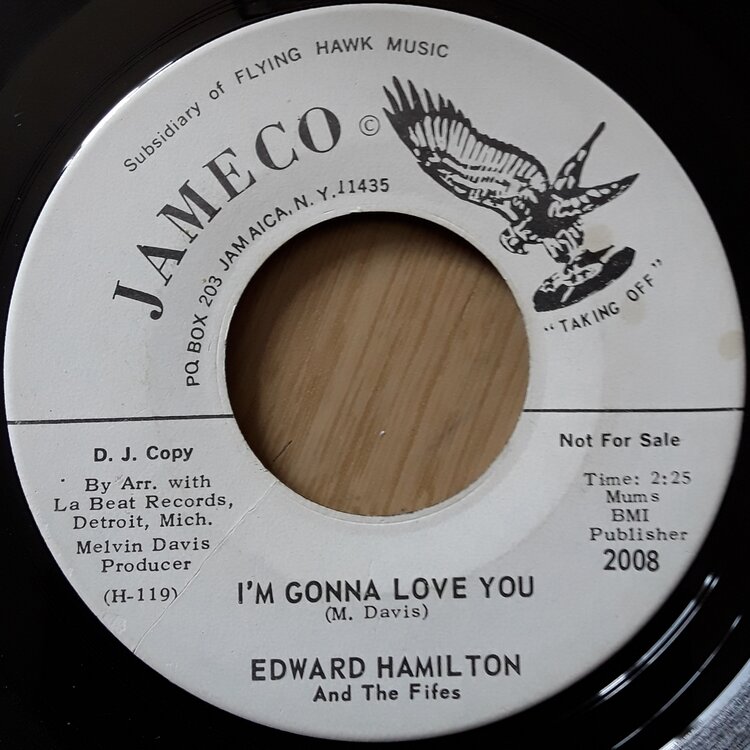 Subsidiary of FLYING HAWK MUSIC
JAMECO ©
P.O. BOX 203 JAMAICA, N. Y. 11435
"TAKING OFF"
D. J. Copy
By Arr. with
La Beat Records,
Detroit, Mich.
Melvin Davis
Producer
(H-119)
Not For Sale
Time: 2:25
Mums
BMI
Publisher
2008
I'M GONNA LOVE YOU
(M. Davis)
EDWARD HAMILTON
And The Fifes